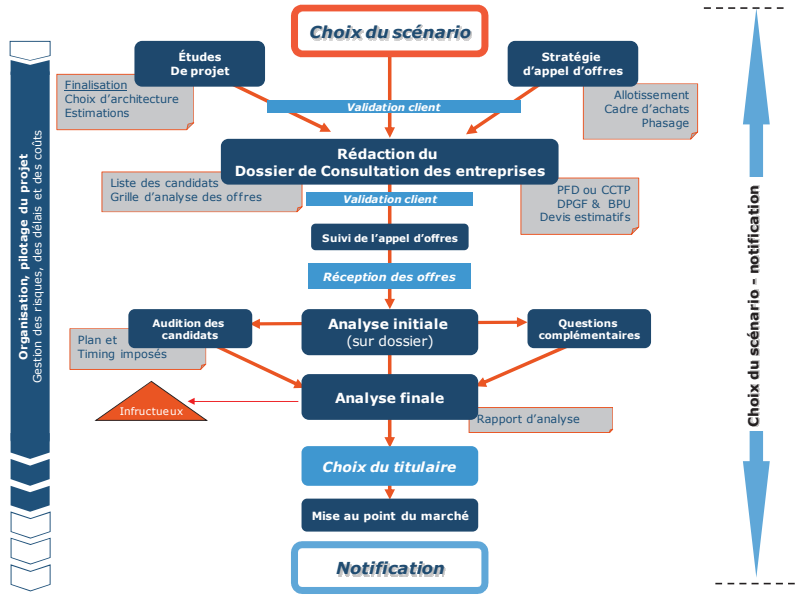 Choix du scénario
Études
De projet
Stratégie
d'appel d'offres
Finalisation
Choix d'architecture
Estimations
Allotissement
Cadre d'achats
Phasage
Validation client
Rédaction du
Dossier de Consultation des entreprises
Liste des candidats
Grille d'analyse des offres
PFD ou CCTP
DPGF & BPU
Devis estimatifs
Validation client
Suivi de l'appel d'offres
Réception des offres
Audition des
candidats
Analyse initiale
(sur dossier)
Questions
complémentaires
Plan et
Timing imposés
Analyse finale
Infructueux
Rapport d'analyse
Choix du titulaire
Mise au point du marché
Notification
Organisation, pilotage du projet
Gestion des risques, des délais et des coûts
Choix du scénario - notification